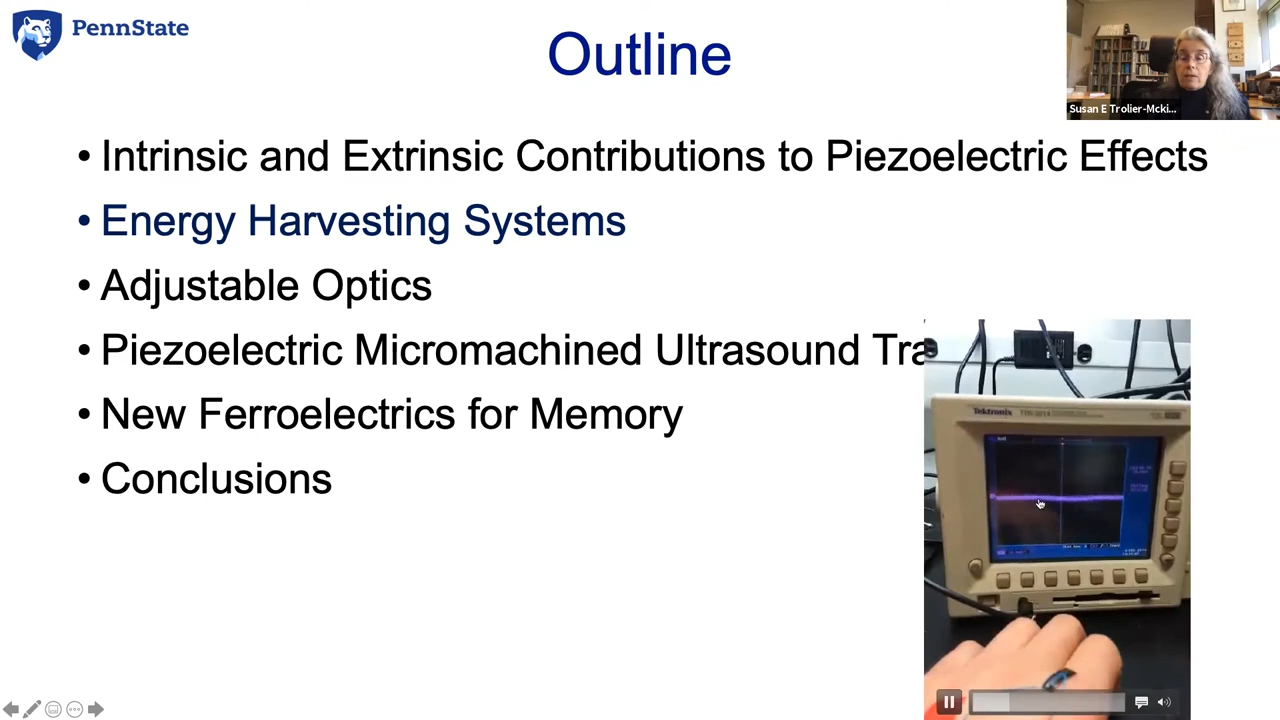 PennState
Outline
Susan E Trolier-Mcki...
• Intrinsic and Extrinsic Contributions to Piezoelectric Effects
• Energy Harvesting Systems
• Adjustable Optics
• Piezoelectric Micromachined Ultrasound Tra
• New Ferroelectrics for Memory
• Conclusions
Tektronix